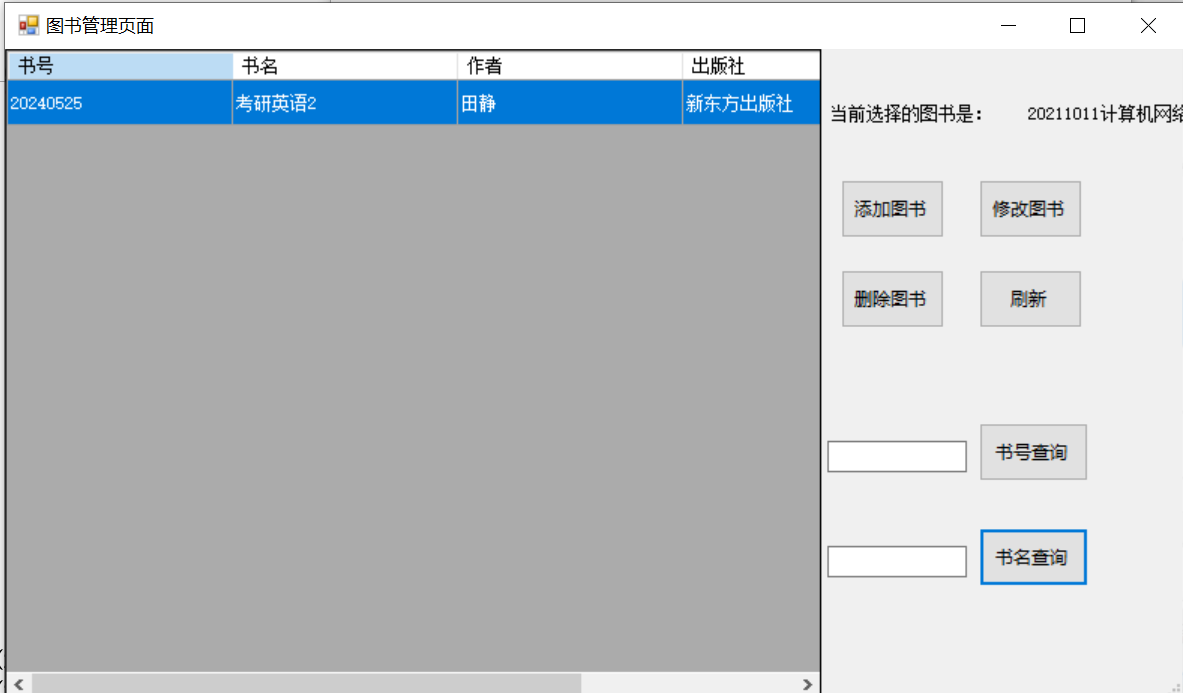 图书管理页面
书号 书名 作者 出版社
20240525 考研英语2 田静 新东方出版社
当前选择的图书是： 20211011计算机网络
添加图书 修改图书
删除图书 刷新
书号查询
书名查询